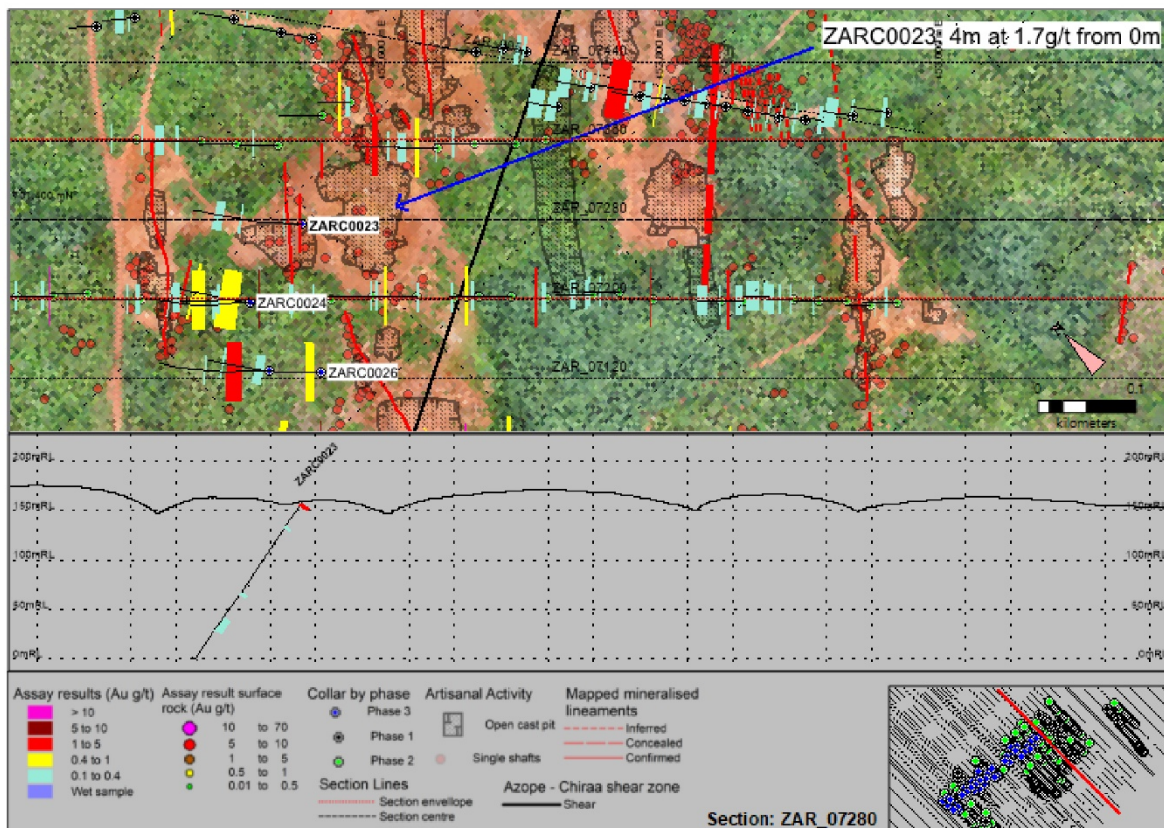 ZARC0023 4m at 1.7g/t from 0m
ZAR_07440
ZAR_07280
ZARC0023
ZAR_07200
ZARC0024
ZAR_07120
ZARC0026
0 0.1
kilometers
ZARC0023
200mRL 200mRL
150mRL 150mRL
100mRL 100mRL
50mRL 50mRL
0mRL 0mRL
Assay results (Au g/t)
> 10
5 to 10
1 to 5
0.4 to 1
0.1 to 0.4
Wet sample
Assay result surface
rock (Au g/t)
10 to 70
5 to 10
1 to 5
0.5 to 1
0.01 to 0.5
Collar by phase
Phase 3
Phase 1
Phase 2
Artisanal Activity
Open cast pit
Single shafts
Mapped mineralised
lineaments
Inferred
Concealed
Confirmed
Section Lines
Section envelope
Section centre
Azope - Chiraa shear zone
Shear
Section: ZAR_07280